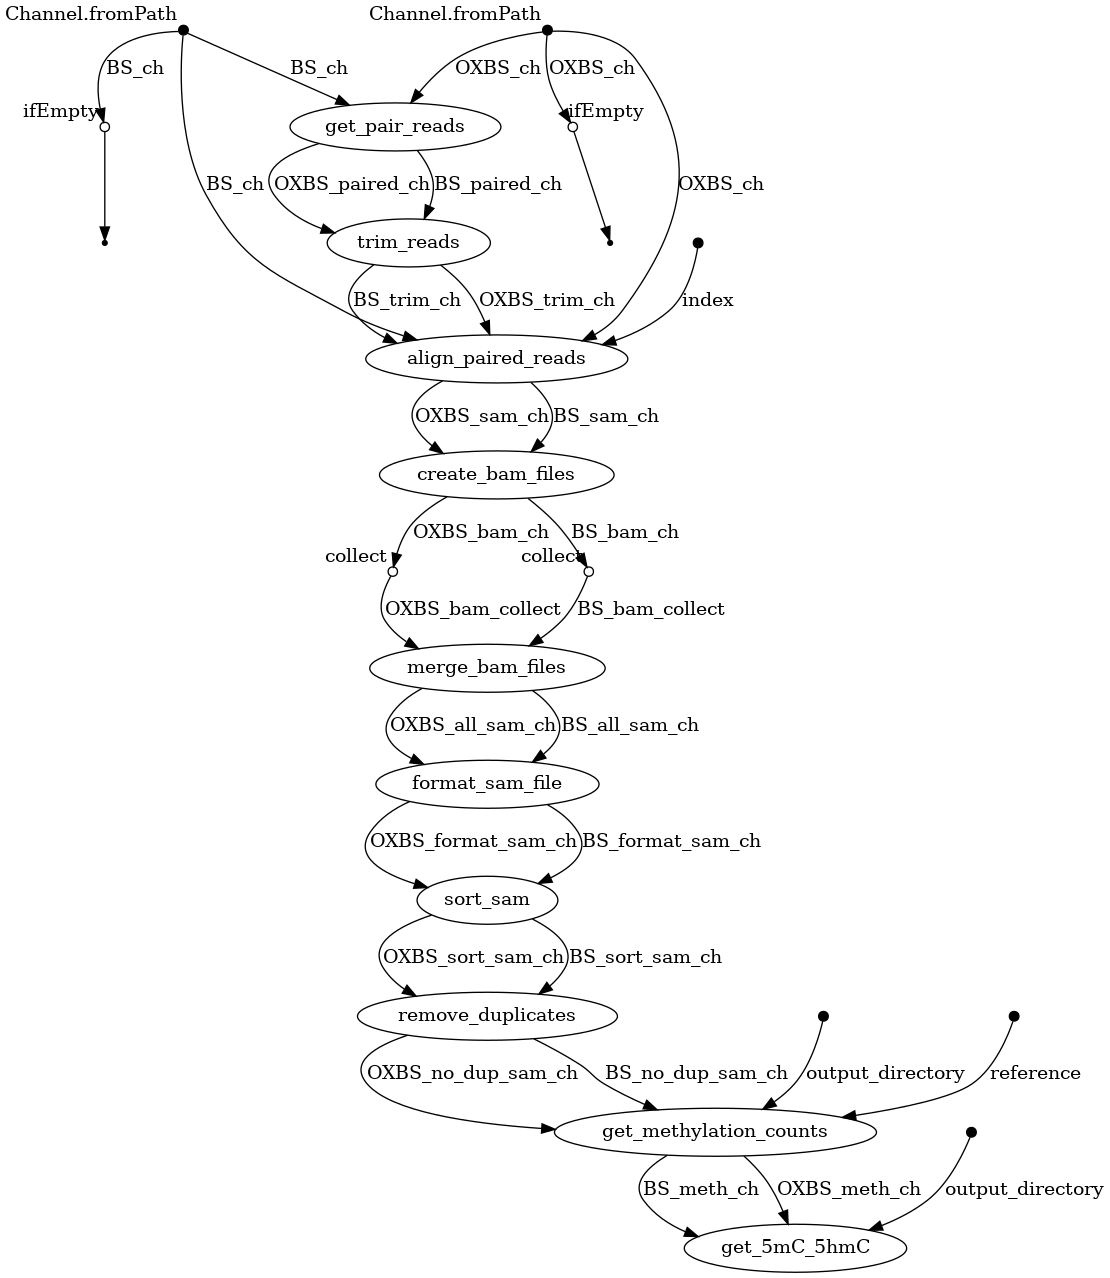 Channel.fromPath
Channel.fromPath
BS_ch
BS_ch
OXBS_ch
OXBS_ch
ifEmpty
ifEmpty
get_pair_reads
BS_ch
OXBS_paired_ch
BS_paired_ch
OXBS_ch
trim_reads
BS_trim_ch
OXBS_trim_ch
index
align_paired_reads
OXBS_sam_ch
BS_sam_ch
create_bam_files
OXBS_bam_ch
BS_bam_ch
collect
collect
OXBS_bam_collect
BS_bam_collect
merge_bam_files
OXBS_all_sam_ch
BS_all_sam_ch
format_sam_file
OXBS_format_sam_ch
BS_format_sam_ch
sort_sam
OXBS_sort_sam_ch
BS_sort_sam_ch
remove_duplicates
OXBS_no_dup_sam_ch
BS_no_dup_sam_ch
output_directory
reference
get_methylation_counts
BS_meth_ch
OXBS_meth_ch
output_directory
get_5mC_5hmC